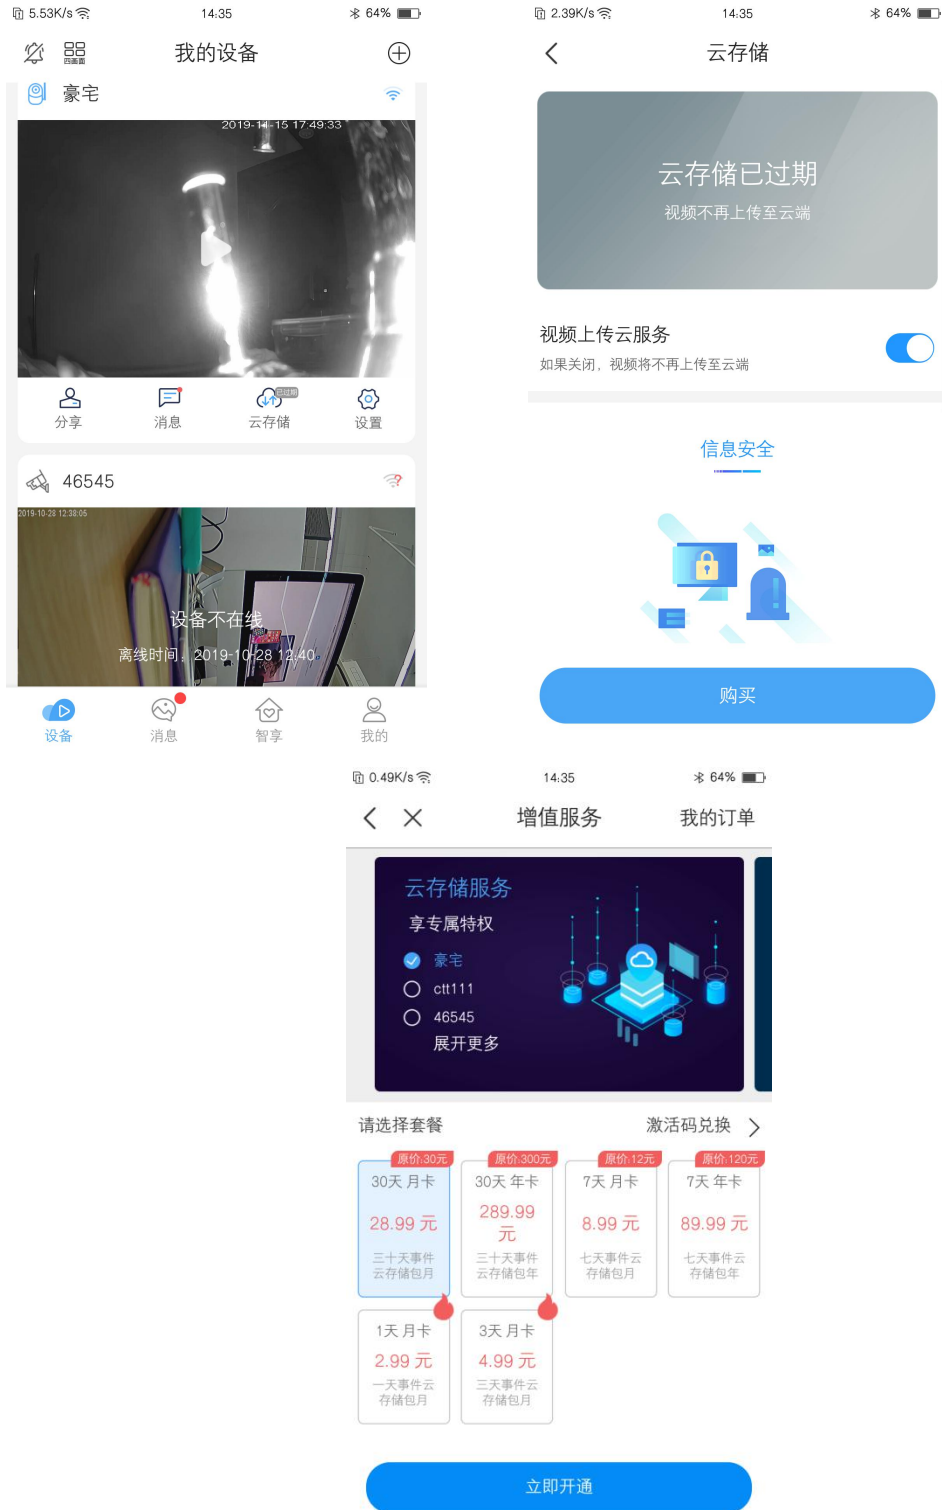 5.53K/s
14:35
64%
四画面
我的设备
豪宅
2019-11-15 17:49:33
分享
消息
已过期
云存储
设置
46545
2019-10-28 12:38:05
设备不在线
离线时间：2019-10-28 12:40
设备
消息
智享
我的
2.39K/s
14:35
64%
云存储
云存储已过期
视频不再上传至云端
视频上传云服务
如果关闭，视频将不再上传至云端
信息安全
购买
0.49K/s
14:35
64%
增值服务
我的订单
云存储服务
享专属特权
豪宅
ctt111
46545
展开更多
请选择套餐
激活码兑换
原价:30元
30天 月卡
28.99 元
三十天事件
云存储包月
原价:300元
30天 年卡
289.99
元
三十天事件
云存储包年
原价:12元
7天 月卡
8.99 元
七天事件云
存储包月
原价:120元
7天 年卡
89.99 元
七天事件云
存储包年
1天 月卡
2.99 元
一天事件云
存储包月
3天 月卡
4.99 元
三天事件云
存储包月
立即开通